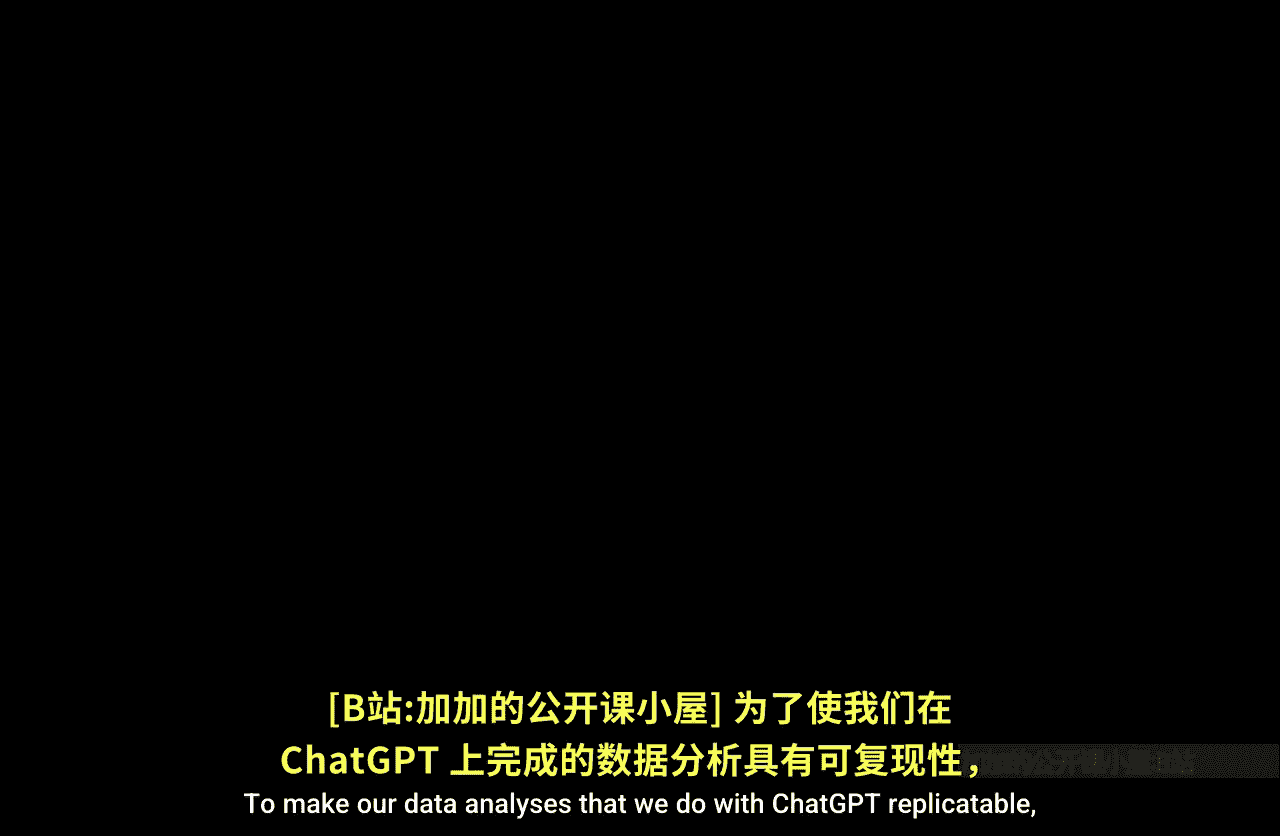 [B站:加加的公开课小屋] 为了使我们在
ChatGPT 上完成的数据分析具有可复现性，
To make our data analyses that we do with ChatGPT replicatable,